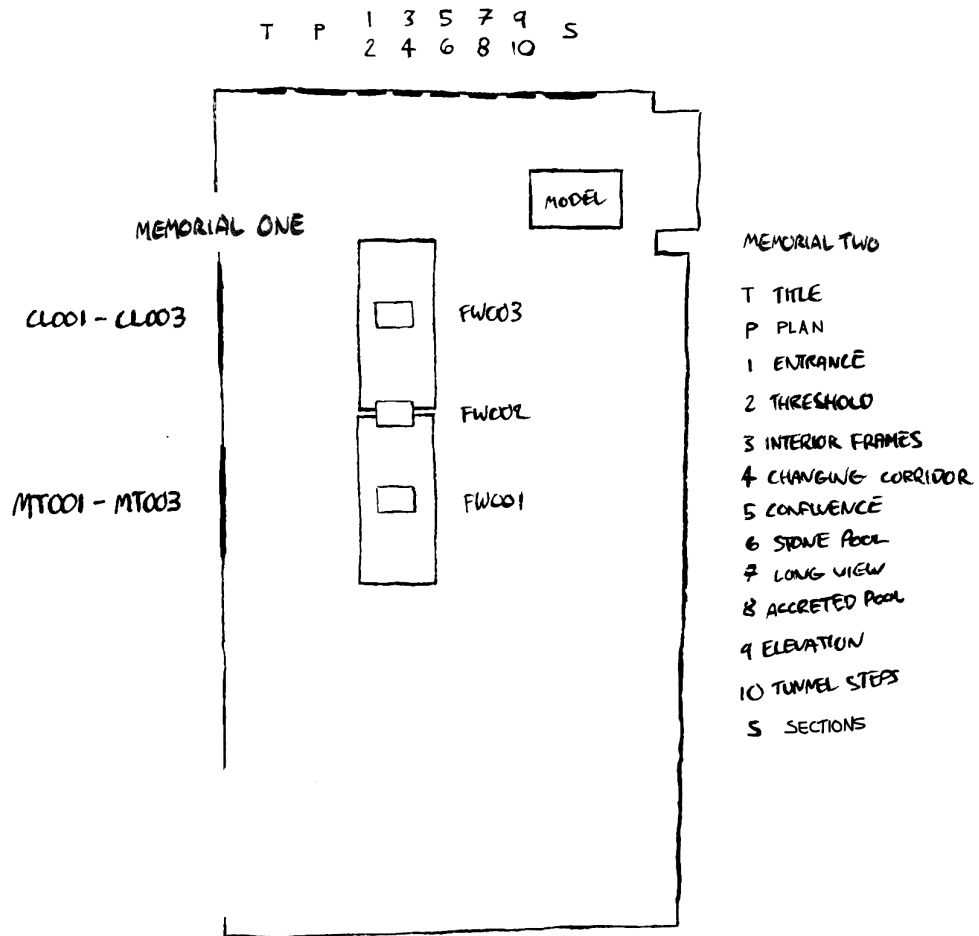 T P 1 3 5 7 9 S
2 4 6 8 10
MODEL
MEMORIAL ONE
CL001 - CL003
FW003
FW002
MT001 - MT003
FW001
MEMORIAL TWO
T TITLE
P PLAN
1 ENTRANCE
2 THRESHOLD
3 INTERIOR FRAMES
4 CHANGING CORRIDOR
5 CONFLUENCE
6 STONE POOL
7 LONG VIEW
8 ACCRETED POOL
9 ELEVATION
10 TUNNEL STEPS
S SECTIONS